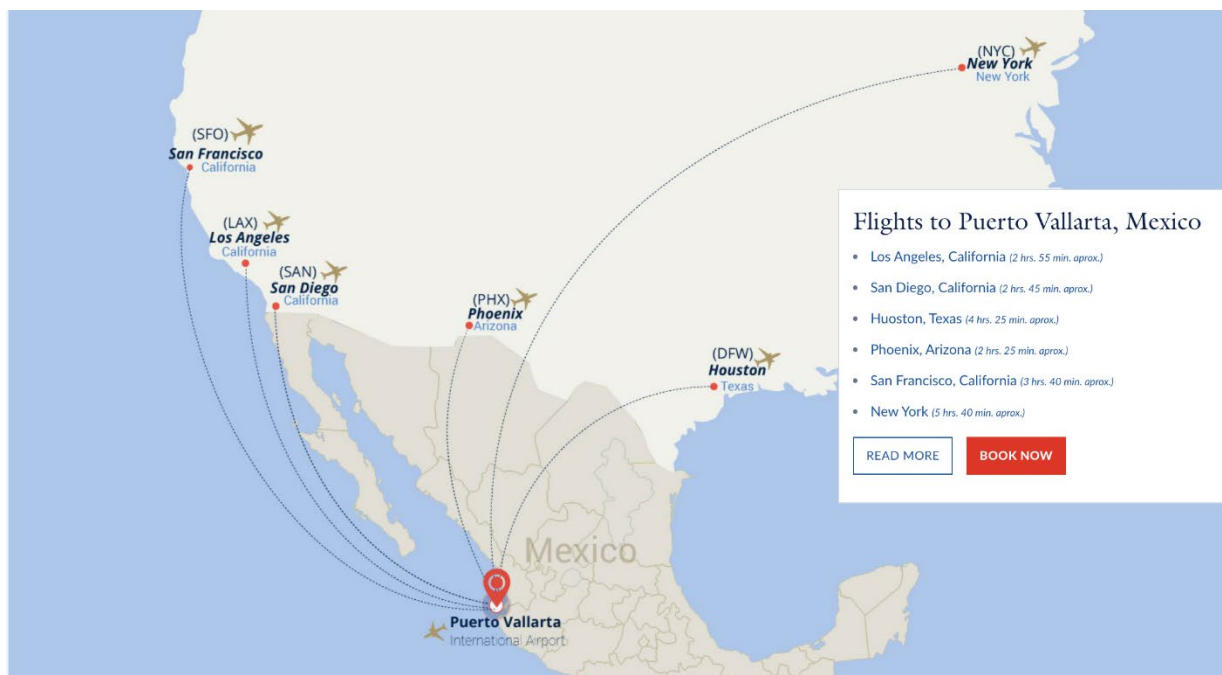 (NYC)
New York
New York
(SFO)
San Francisco
California
(LAX)
Los Angeles
California
(SAN)
San Diego
California
(PHX)
Phoenix
Arizona
(DFW)
Houston
Texas
Mexico
Puerto Vallarta
International Airport
Flights to Puerto Vallarta, Mexico
• Los Angeles, California (2 hrs. 55 min. aprox.)
• San Diego, California (2 hrs. 45 min. aprox.)
• Huoston, Texas (4 hrs. 25 min. aprox.)
• Phoenix, Arizona (2 hrs. 25 min. aprox.)
• San Francisco, California (3 hrs. 40 min. aprox.)
• New York (5 hrs. 40 min. aprox.)
READ MORE BOOK NOW